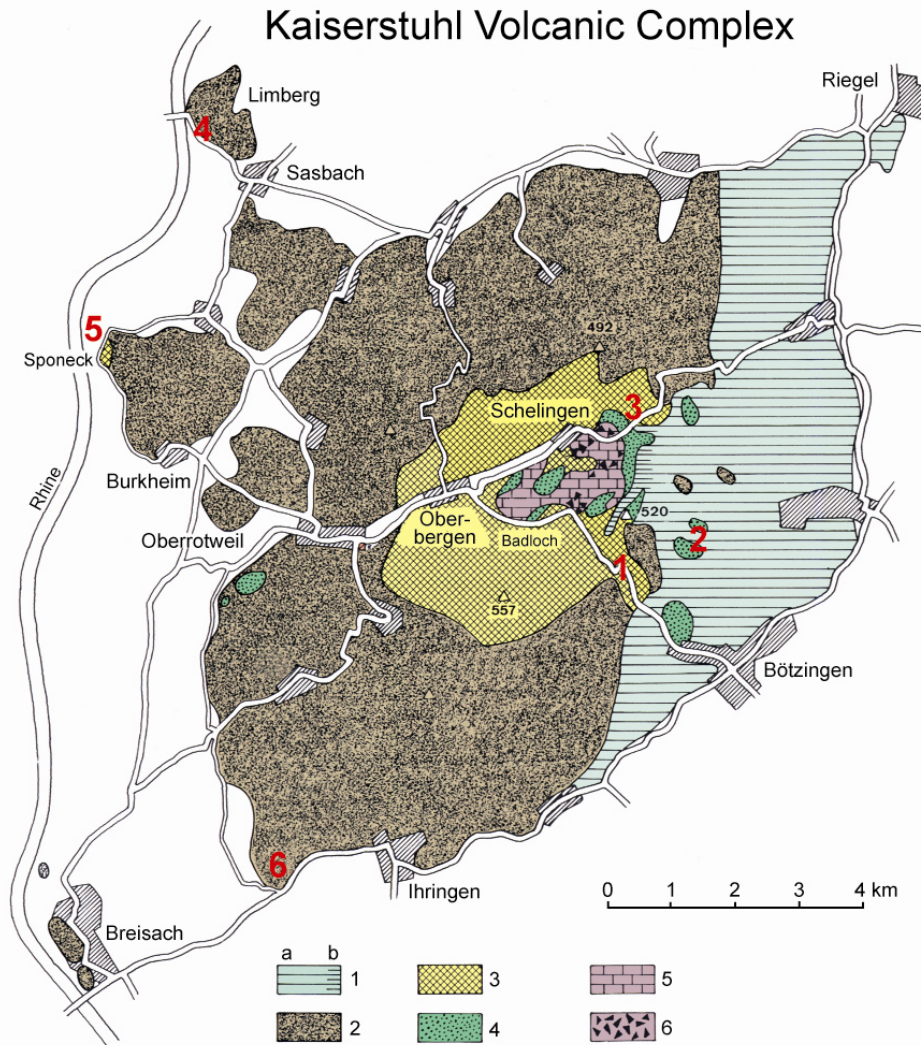 Kaiserstuhl Volcanic Complex
Riegel
Limberg
4
Sasbach
5
492
Sponeck
3
Schelingen
Burkheim
Rhine
Ober-
bergen
520
Oberrotweil
Badloch
2
1
557
Bötzingen
6
Ihringen
0 1 2 3 4 km
Breisach
a b
1
3
5
2
4
6